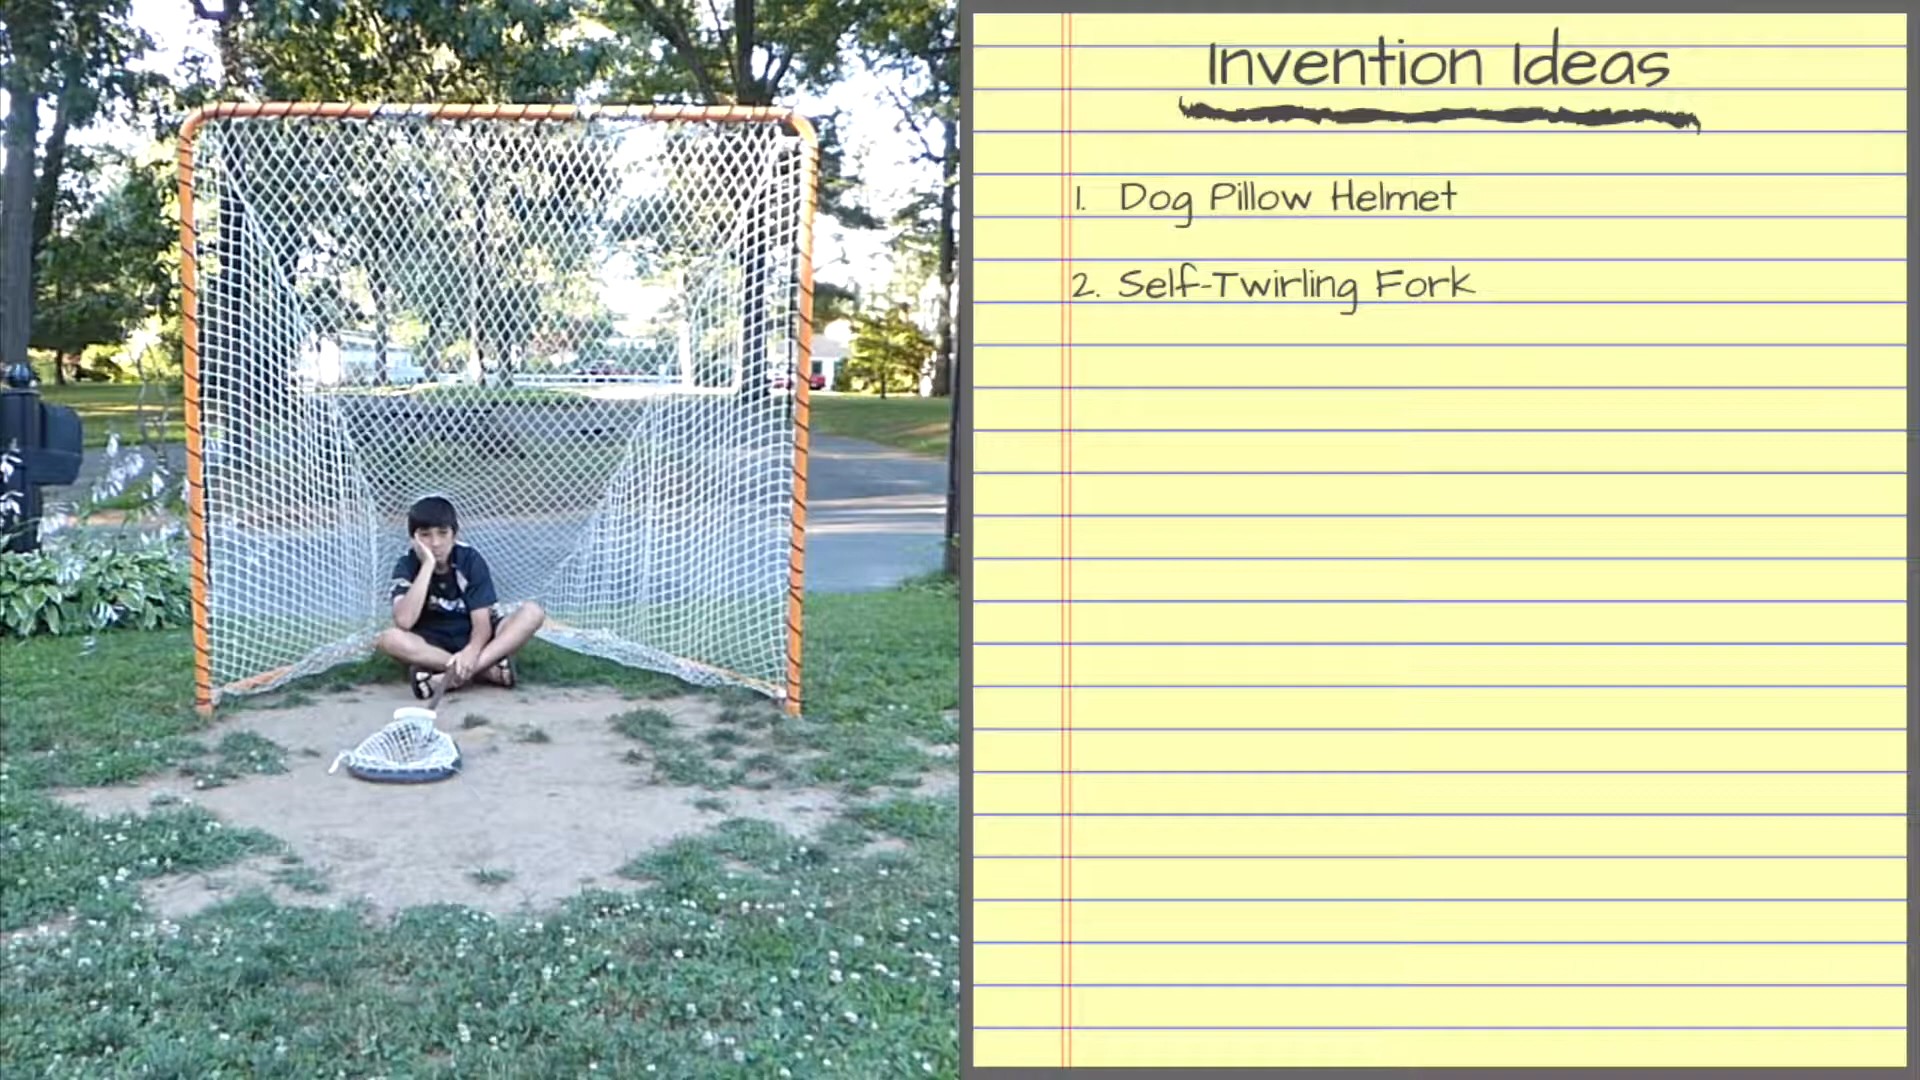 Invention Ideas
1. Dog Pillow Helmet
2. Self-Twirling Fork